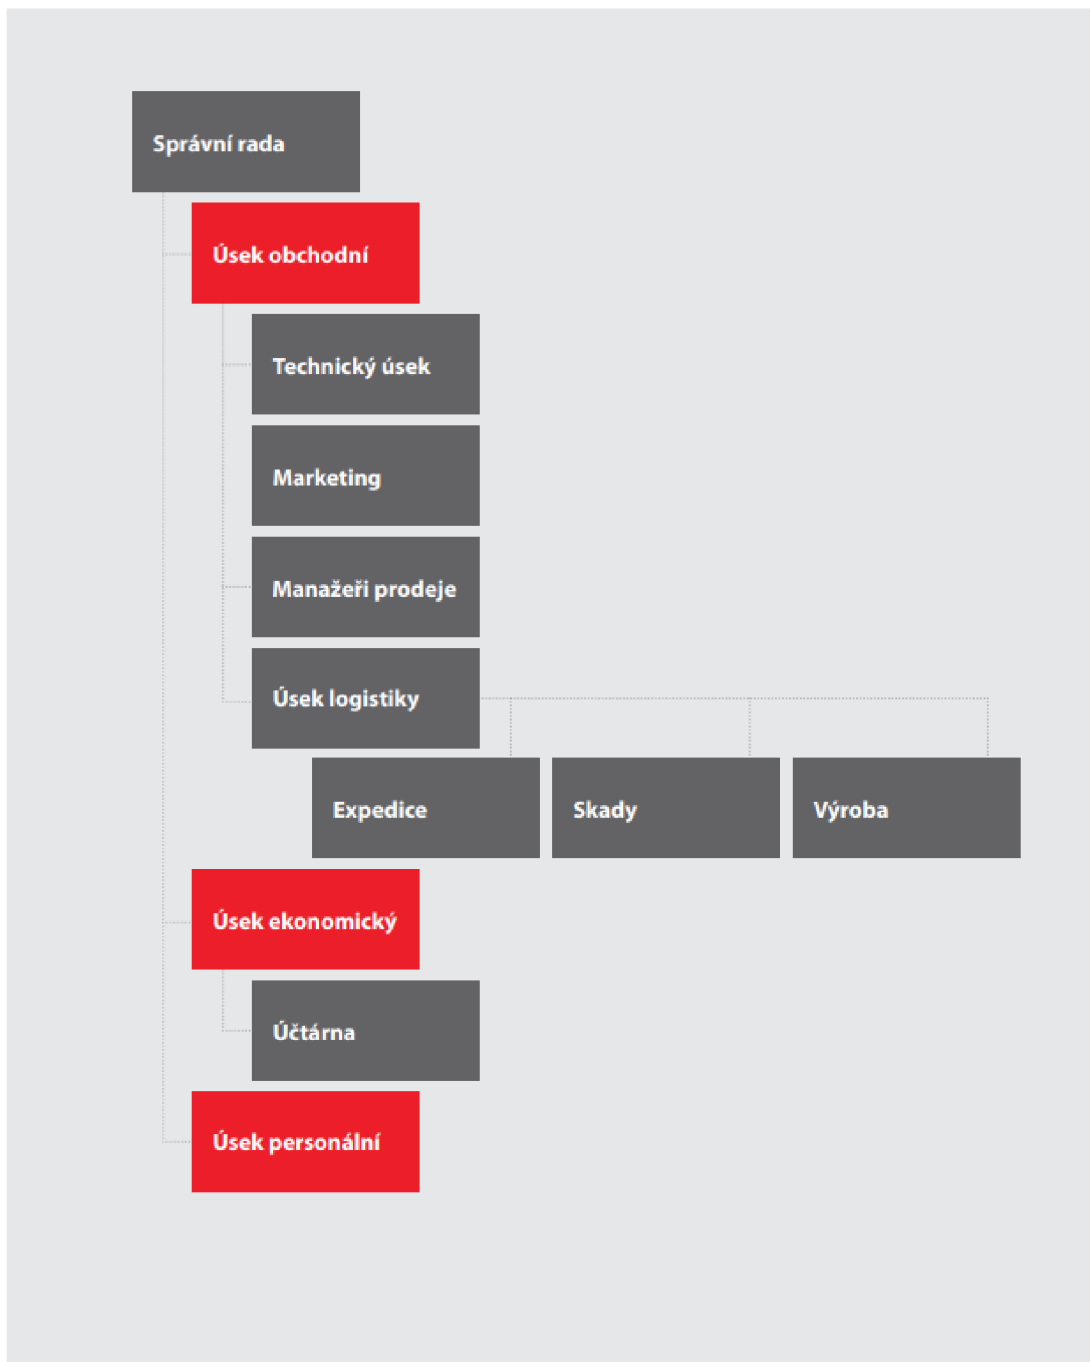 Správní rada
Úsek obchodní
Technický úsek
Marketing
Manažeři prodeje
Úsek logistiky
Expedice
Skady
Výroba
Úsek ekonomický
Účtárna
Úsek personální